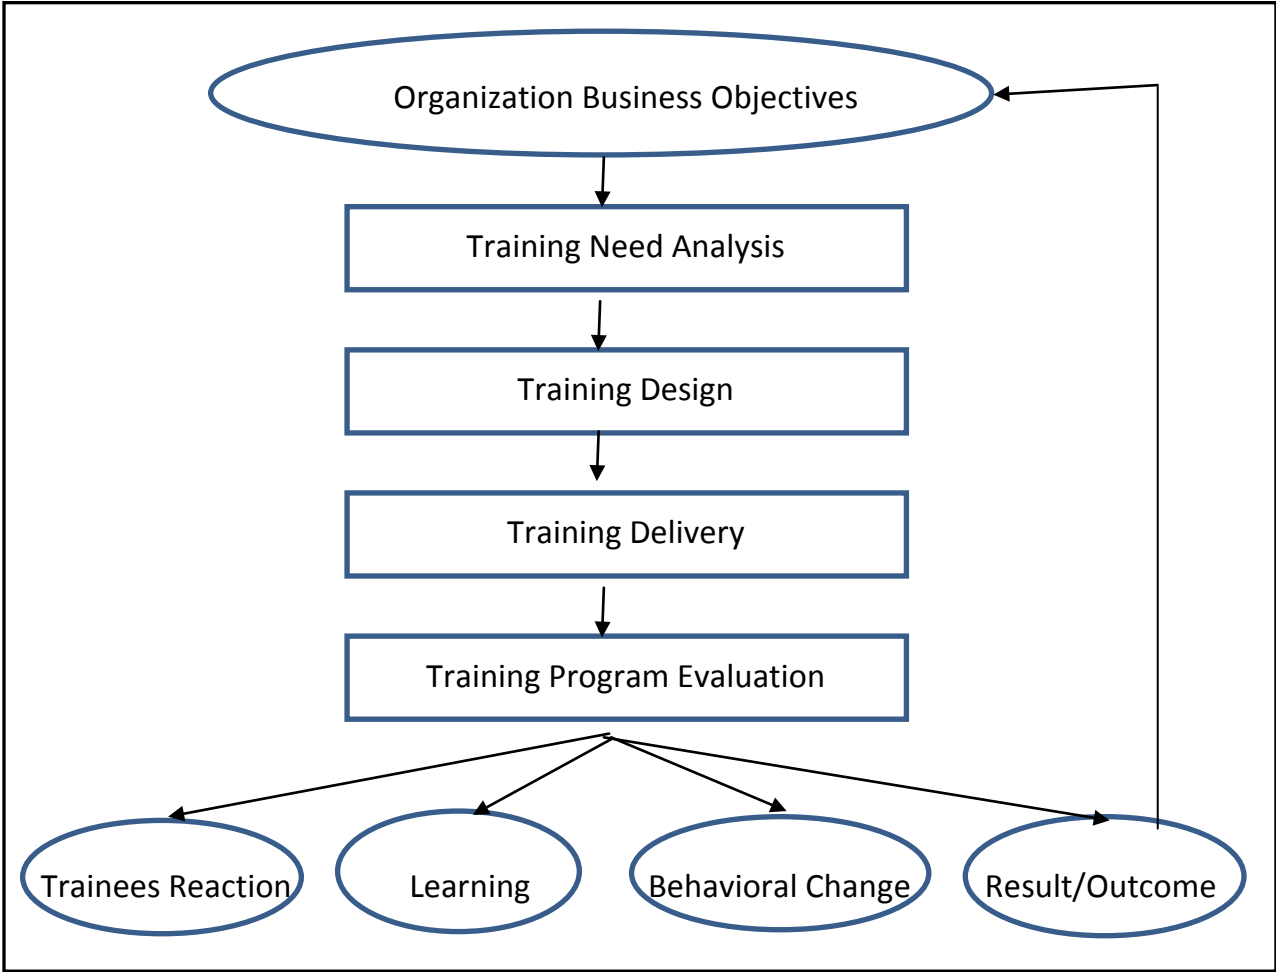 Organization Business Objectives
Training Need Analysis
Training Design
Training Delivery
Training Program Evaluation
Trainees Reaction
Learning
Behavioral Change
Result/Outcome